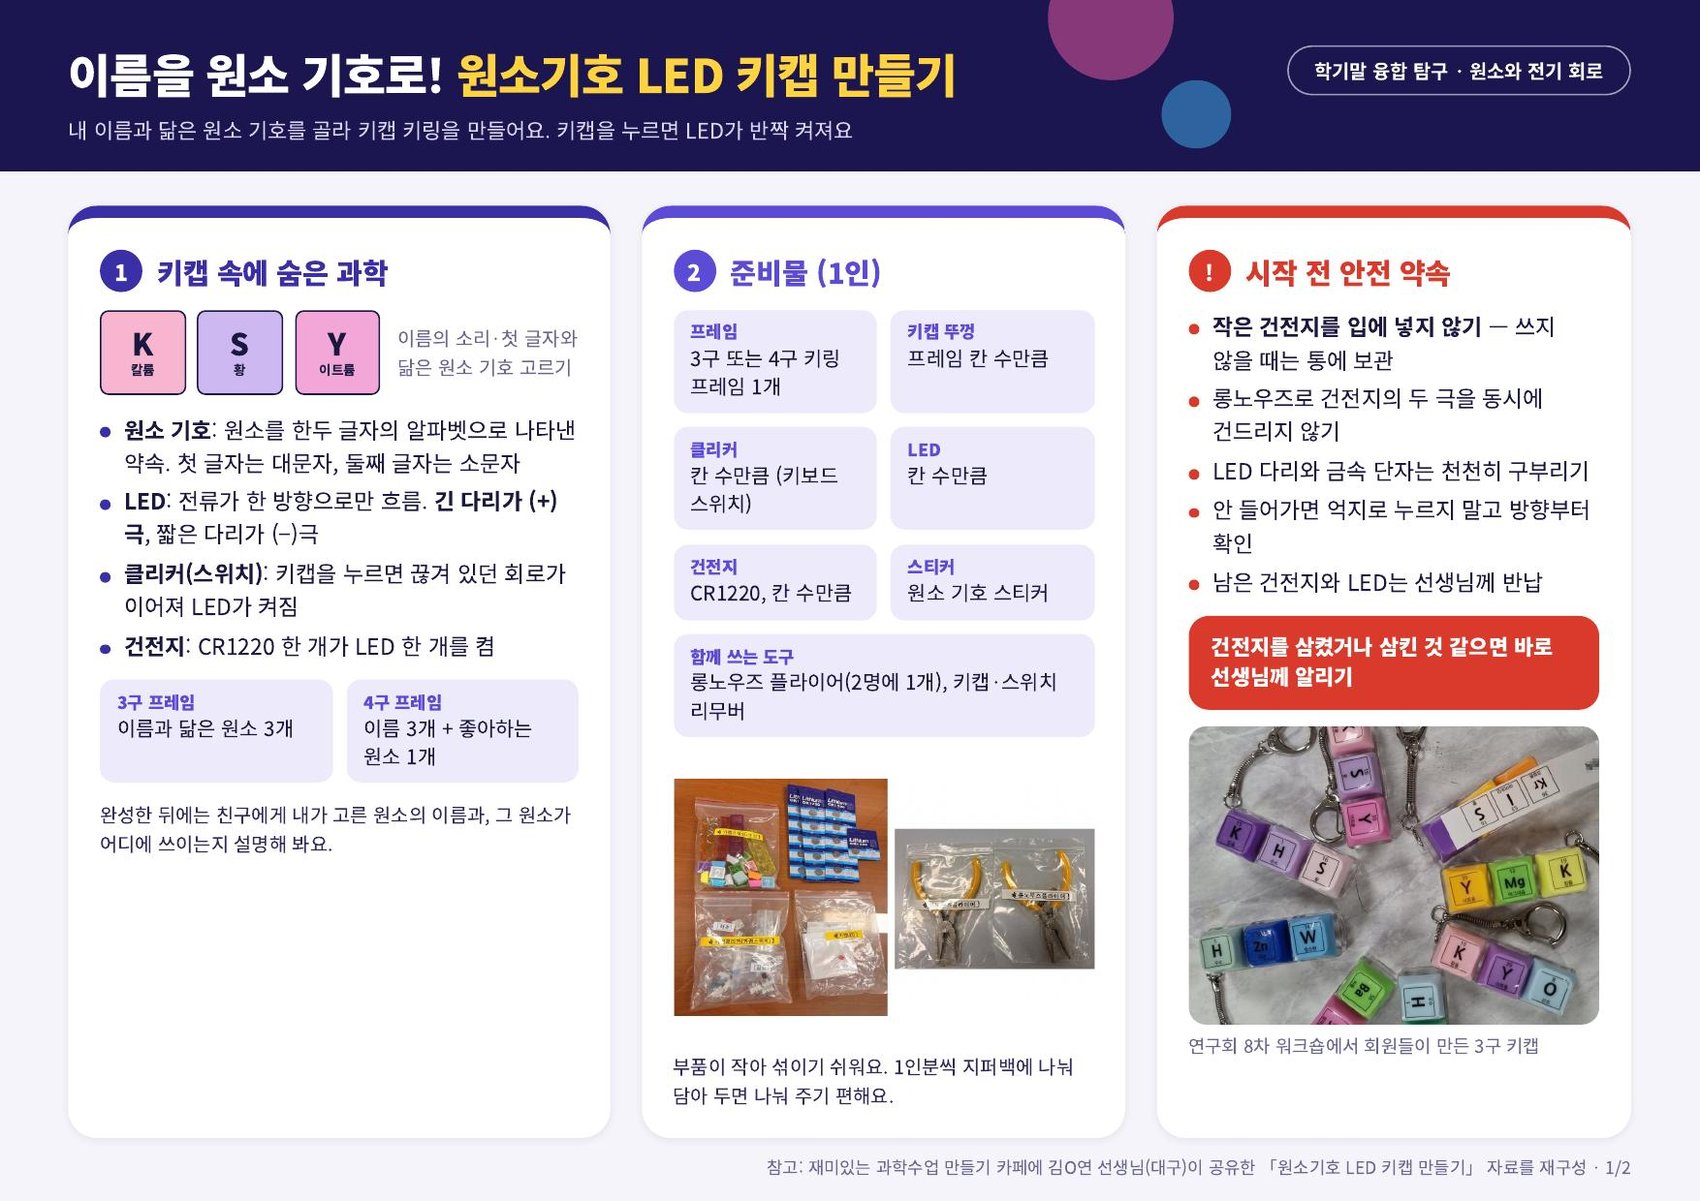 이름을 원소 기호로! 원소기호 LED 키캡 만들기
내 이름과 닮은 원소 기호를 골라 키캡 키링을 만들어요. 키캡을 누르면 LED가 반짝 켜져요
학기말 융합 탐구 · 원소와 전기 회로
1 키캡 속에 숨은 과학
K
칼륨
S
황
Y
이트륨
이름의 소리·첫 글자와
닮은 원소 기호 고르기
원소 기호: 원소를 한두 글자의 알파벳으로 나타낸
약속. 첫 글자는 대문자, 둘째 글자는 소문자
LED: 전류가 한 방향으로만 흐름. 긴 다리가 (+)
극, 짧은 다리가 (−)극
클리커(스위치): 키캡을 누르면 끊겨 있던 회로가
이어져 LED가 켜짐
건전지: CR1220 한 개가 LED 한 개를 켬
3구 프레임
이름과 닮은 원소 3개
4구 프레임
이름 3개 + 좋아하는
원소 1개
완성한 뒤에는 친구에게 내가 고른 원소의 이름과, 그 원소가
어디에 쓰이는지 설명해 봐요.
2 준비물 (1인)
프레임
3구 또는 4구 키링
프레임 1개
키캡 뚜껑
프레임 칸 수만큼
클리커
칸 수만큼 (키보드
스위치)
LED
칸 수만큼
건전지
CR1220, 칸 수만큼
스티커
원소 기호 스티커
함께 쓰는 도구
롱노우즈 플라이어(2명에 1개), 키캡·스위치
리무버
부품이 작아 섞이기 쉬워요. 1인분씩 지퍼백에 나눠
담아 두면 나눠 주기 편해요.
! 시작 전 안전 약속
작은 건전지를 입에 넣지 않기 — 쓰지
않을 때는 통에 보관
롱노우즈로 건전지의 두 극을 동시에
건드리지 않기
LED 다리와 금속 단자는 천천히 구부리기
안 들어가면 억지로 누르지 말고 방향부터
확인
남은 건전지와 LED는 선생님께 반납
건전지를 삼켰거나 삼킨 것 같으면 바로
선생님께 알리기
S
Y
K H S
S I Kr
Y Mg K
H Zn W
K Y O
Ba
H
연구회 8차 워크숍에서 회원들이 만든 3구 키캡
참고: 재미있는 과학수업 만들기 카페에 김O연 선생님(대구)이 공유한 「원소기호 LED 키캡 만들기」 자료를 재구성 · 1/2